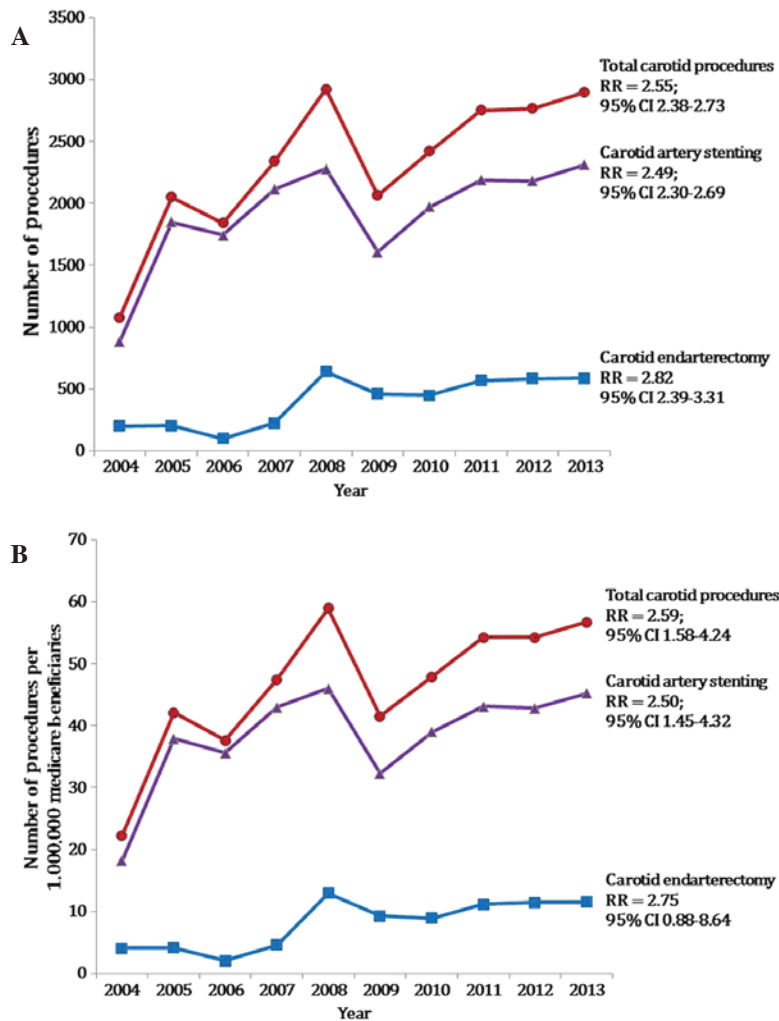 A
Number of procedures
3500
3000
2500
2000
1500
1000
500
0
2004 2005 2006 2007 2008 2009 2010 2011 2012 2013
Year
Total carotid procedures
RR = 2.55;
95% CI 2.38-2.73
Carotid artery stenting
RR = 2.49;
95% CI 2.30-2.69
Carotid endarterectomy
RR = 2.82
95% CI 2.39-3.31
B
Number of procedures per
1.000,000 medicare beneficiaries
70
60
50
40
30
20
10
0
2004 2005 2006 2007 2008 2009 2010 2011 2012 2013
Year
Total carotid procedures
RR = 2.59;
95% CI 1.58-4.24
Carotid artery stenting
RR = 2.50;
95% CI 1.45-4.32
Carotid endarterectomy
RR = 2.75
95% CI 0.88-8.64